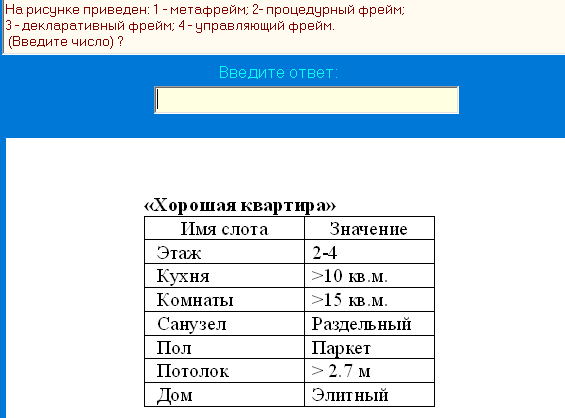 На рисунке приведен: 1 - метафрейм; 2- процедурный фрейм;
3 - декларативный фрейм; 4 - управляющий фрейм.
(Введите число) ?
Введите ответ:
«Хорошая квартира»
Имя слота Значение
Этаж 2-4
Кухня >10 кв.м.
Комнаты >15 кв.м.
Санузел Раздельный
Пол Паркет
Потолок > 2.7 м
Дом Элитный